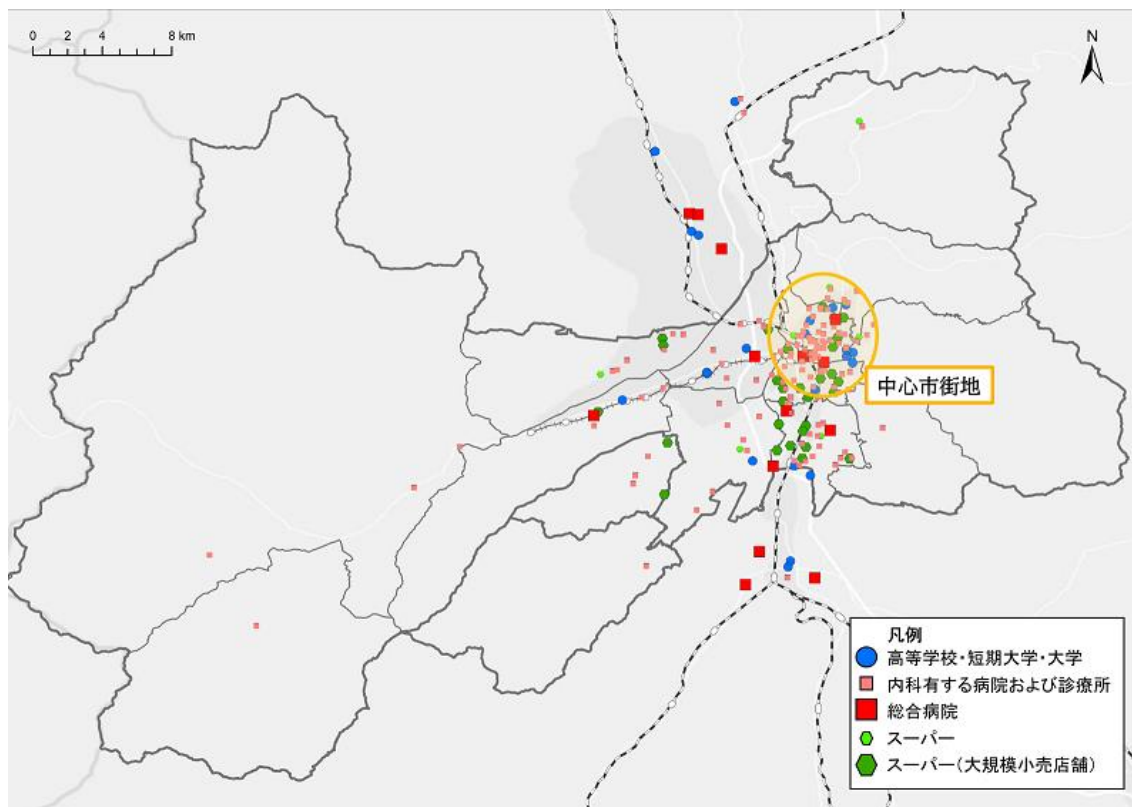 0 2 4 8 km
N
中心市街地
凡例
高等学校・短期大学・大学
内科有する病院および診療所
総合病院
スーパー
スーパー(大規模小売店舗)